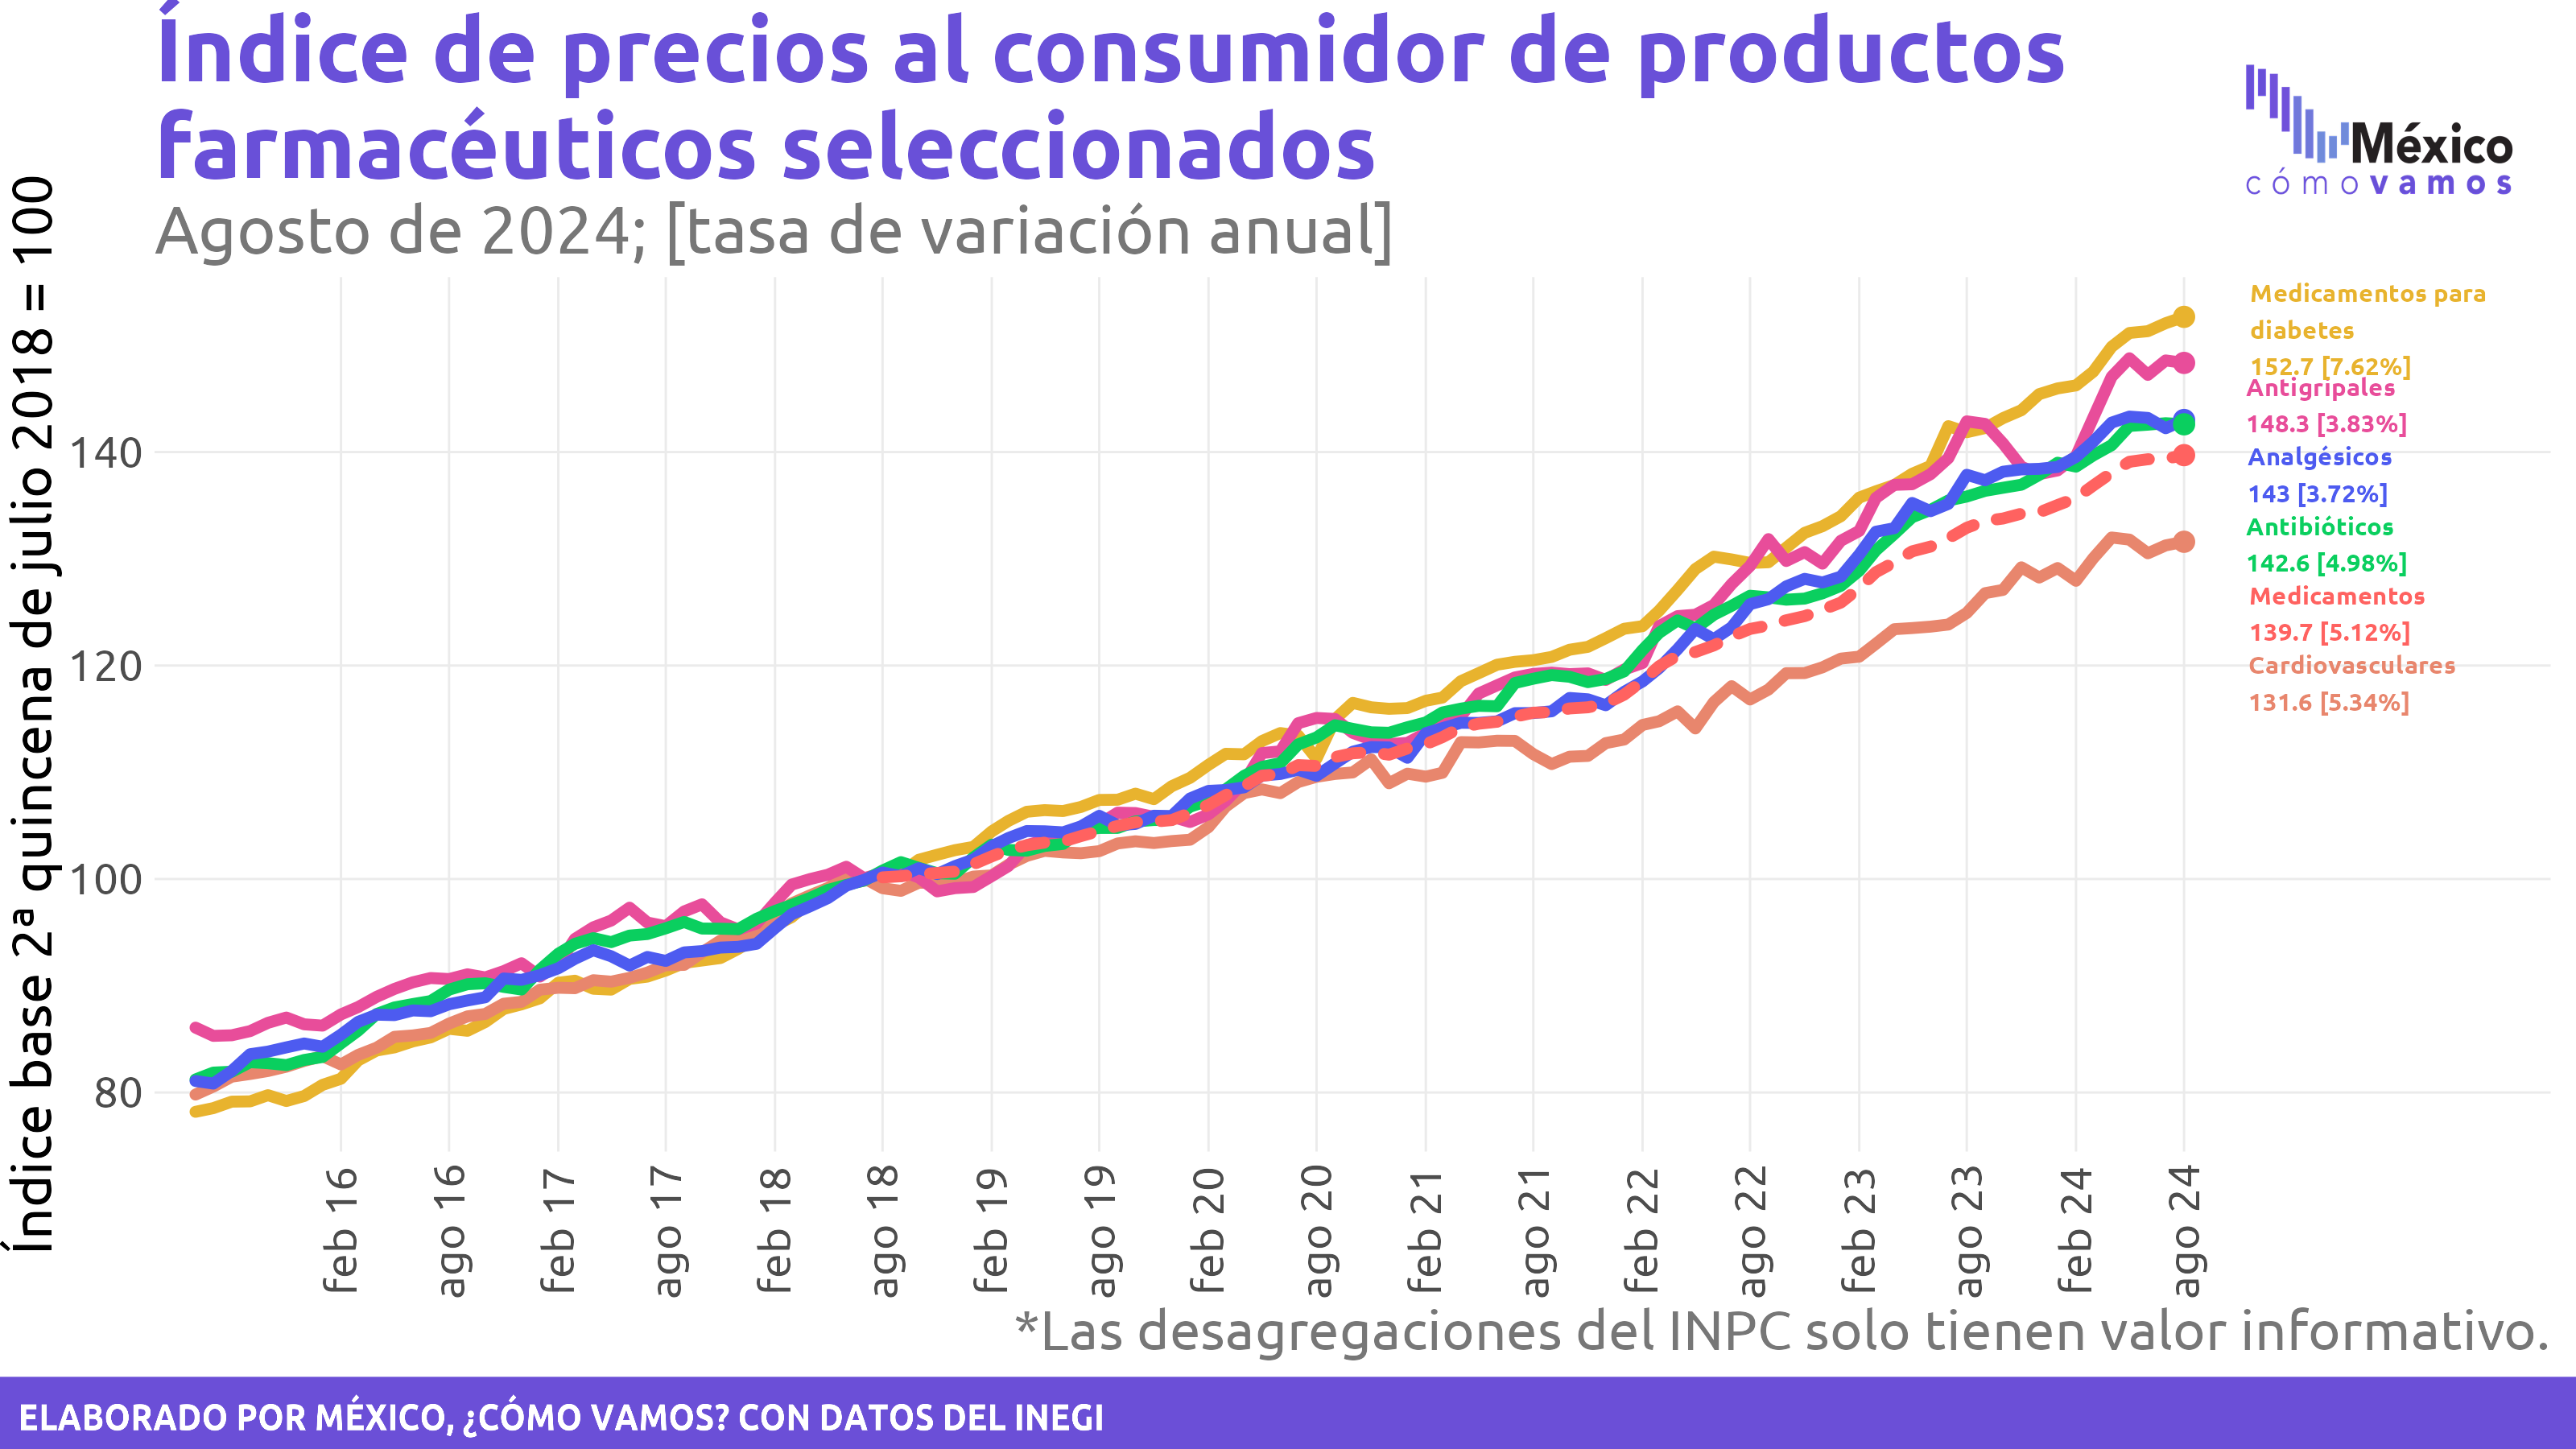 Índice de precios al consumidor de productos
farmacéuticos seleccionados
Agosto de 2024; [tasa de variación anual]
México
cómo vamos
Índice base 2ª quincena de julio 2018 = 100
140
120
100
80
Medicamentos para
diabetes
152.7 [7.62%]
Antigripales
148.3 [3.83%]
Analgésicos
143 [3.72%]
Antibióticos
142.6 [4.98%]
Medicamentos
139.7 [5.12%]
Cardiovasculares
131.6 [5.34%]
feb 16
ago 16
feb 17
ago 17
feb 18
ago 18
feb 19
ago 19
feb 20
ago 20
feb 21
ago 21
feb 22
ago 22
feb 23
ago 23
feb 24
ago 24
*Las desagregaciones del INPC solo tienen valor informativo.
ELABORADO POR MÉXICO, ¿CÓMO VAMOS? CON DATOS DEL INEGI